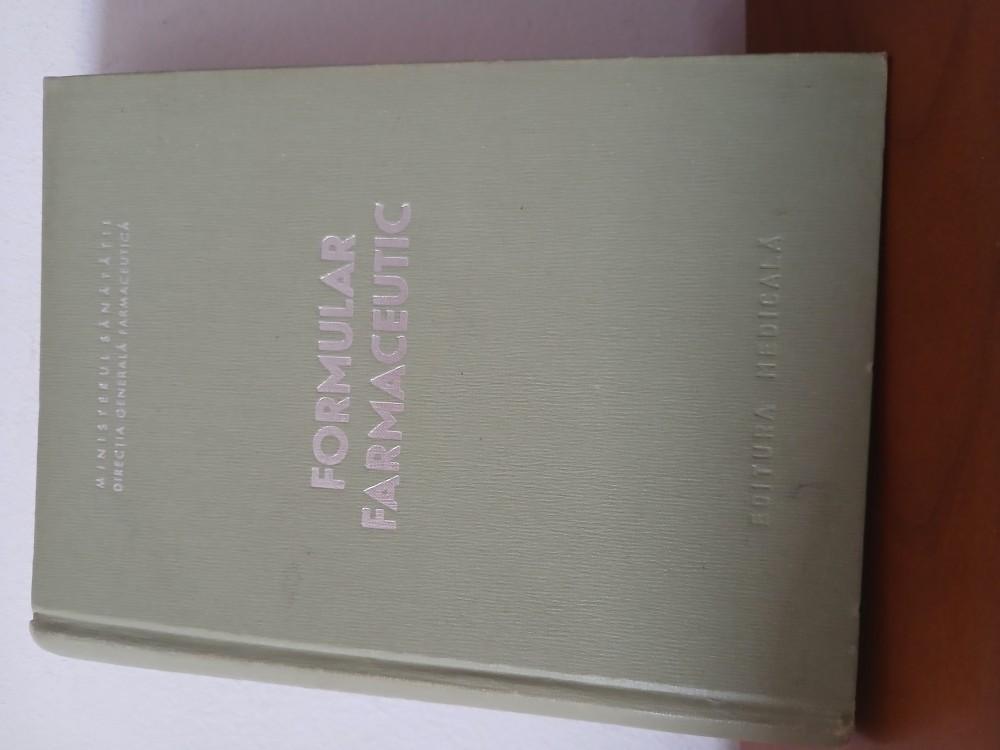 MINISTERUL SĂNĂTĂȚII
DIRECȚIA GENERALĂ FARMACEUTICĂ
FORMULAR
FARMACEUTIC
EDITURA MEDICALĂ